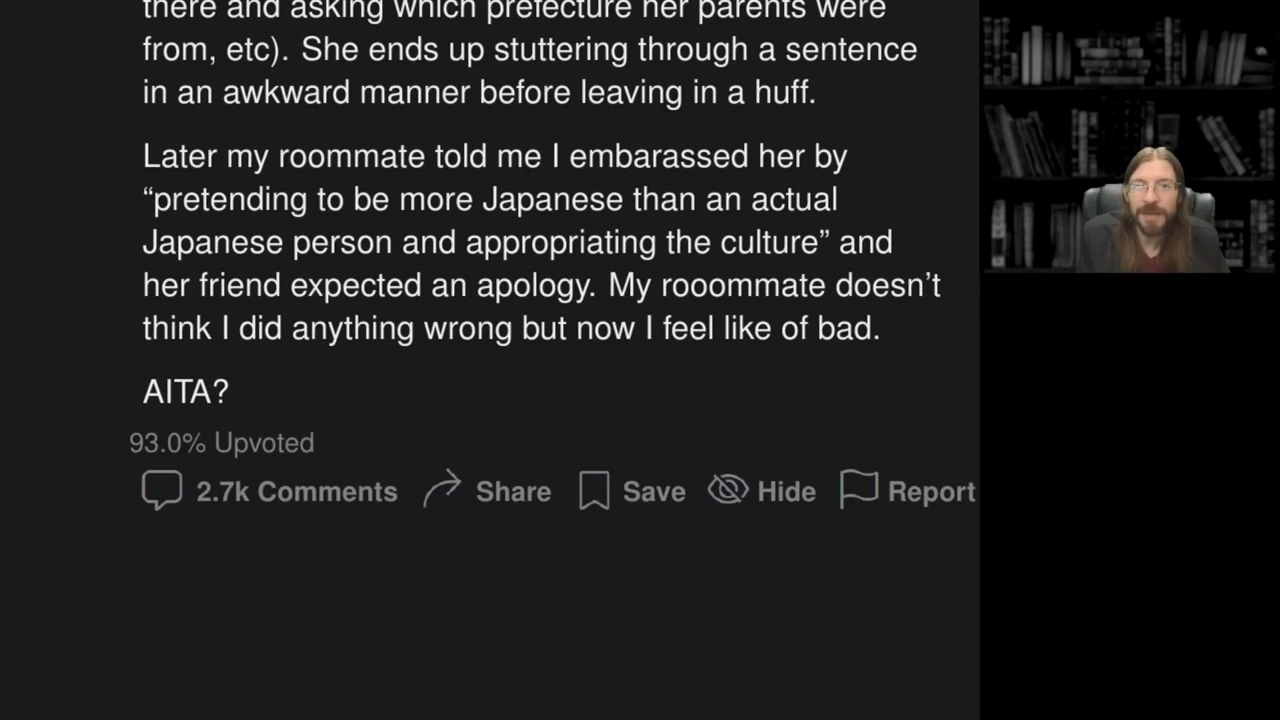 there and asking which prefecture her parents were
from, etc). She ends up stuttering through a sentence
in an awkward manner before leaving in a huff.
Later my roommate told me I embarassed her by
“pretending to be more Japanese than an actual
Japanese person and appropriating the culture” and
her friend expected an apology. My rooommate doesn’t
think I did anything wrong but now I feel like of bad.
AITA?
93.0% Upvoted
2.7k Comments Share Save Hide Report